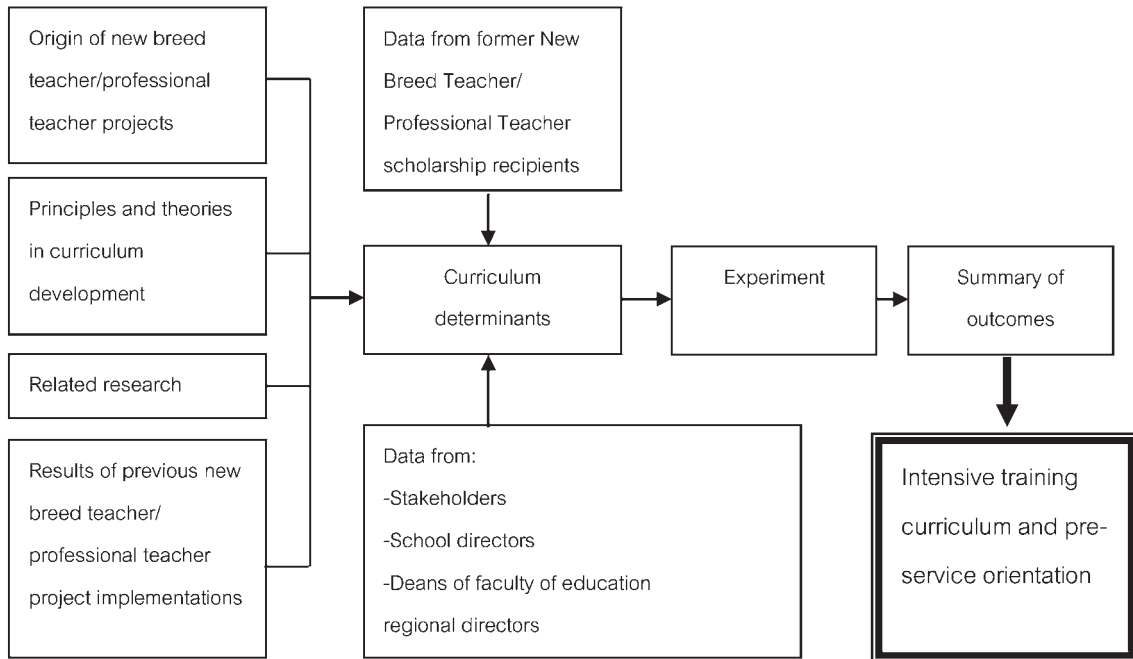 Origin of new breed
teacher/professional
teacher projects
Principles and theories
in curriculum
development
Related research
Results of previous new
breed teacher/
professional teacher
project implementations
Data from former New
Breed Teacher/
Professional Teacher
scholarship recipients
Curriculum
determinants
Data from:
-Stakeholders
-School directors
-Deans of faculty of education
regional directors
Experiment
Summary of
outcomes
Intensive training
curriculum and pre-
service orientation